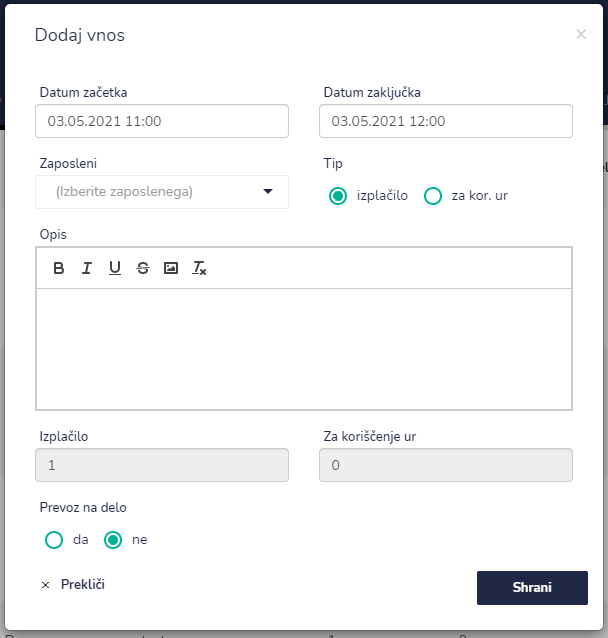 Dodaj vnos ×
Datum začetka Datum zaključka
03.05.2021 11:00 03.05.2021 12:00
Zaposleni Tip
(Izberite zaposlenega) izplačilo za kor. ur
Opis
B I U S Tx
Izplačilo Za koriščenje ur
1 0
Prevoz na delo
da ne
× Prekliči Shrani